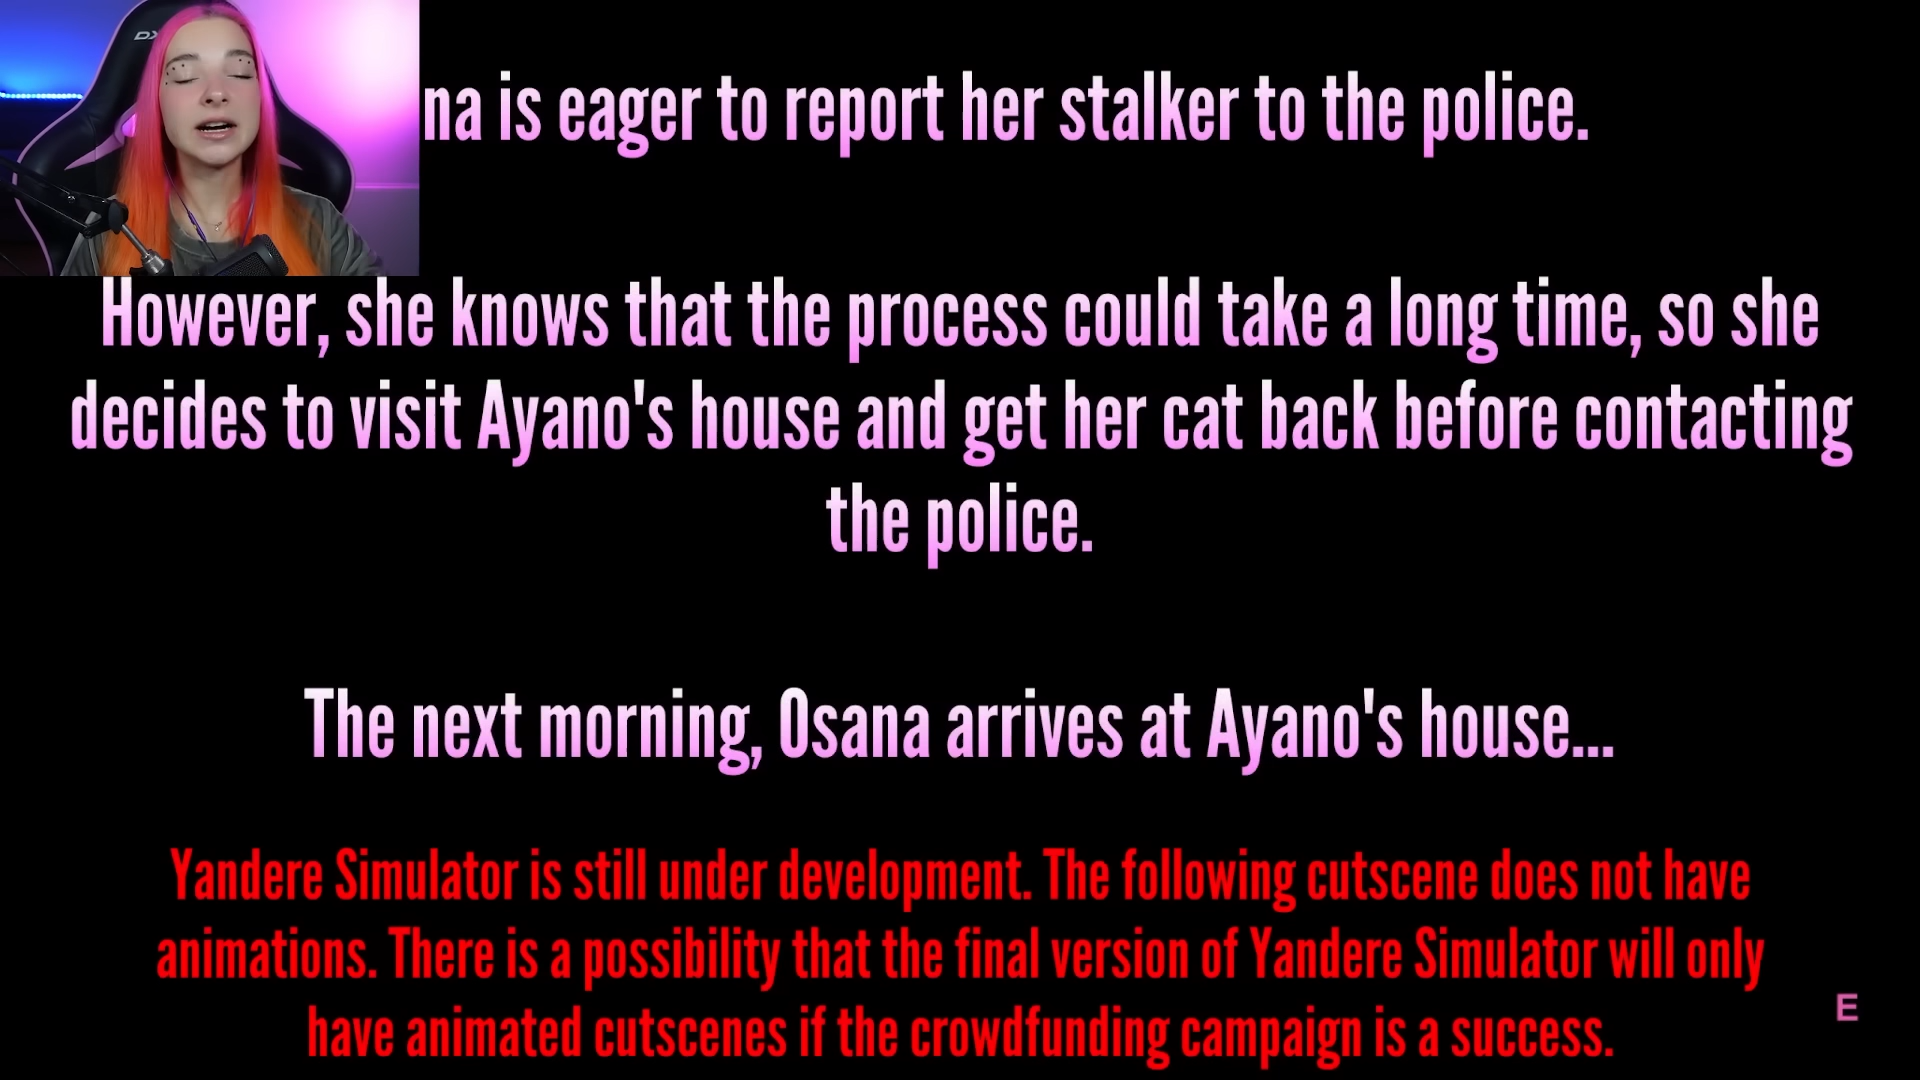 DX
na is eager to report her stalker to the police.
However, she knows that the process could take a long time, so she
decides to visit Ayano's house and get her cat back before contacting
the police.
The next morning, Osana arrives at Ayano's house...
Yandere Simulator is still under development. The following cutscene does not have
animations. There is a possibility that the final version of Yandere Simulator will only
have animated cutscenes if the crowdfunding campaign is a success.
E